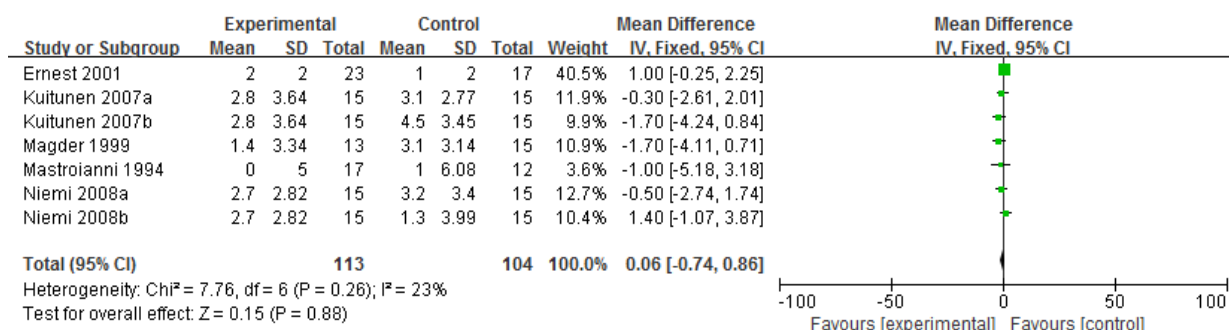 Experimental Control Mean Difference Mean Difference
Study or Subgroup Mean SD Total Mean SD Total Weight IV, Fixed, 95% CI IV, Fixed, 95% CI
Ernest 2001 2 2 23 1 2 17 40.5% 1.00 [-0.25, 2.25]
Kuitunen 2007a 2.8 3.64 15 3.1 2.77 15 11.9% -0.30 [-2.61, 2.01]
Kuitunen 2007b 2.8 3.64 15 4.5 3.45 15 9.9% -1.70 [-4.24, 0.84]
Magder 1999 1.4 3.34 13 3.1 3.14 15 10.9% -1.70 [-4.11, 0.71]
Mastroianni 1994 0 5 17 1 6.08 12 3.6% -1.00 [-5.18, 3.18]
Niemi 2008a 2.7 2.82 15 3.2 3.4 15 12.7% -0.50 [-2.74, 1.74]
Niemi 2008b 2.7 2.82 15 1.3 3.99 15 10.4% 1.40 [-1.07, 3.87]
Total (95% CI) 113 104 100.0% 0.06 [-0.74, 0.86]
Heterogeneity: Chi² = 7.76, df = 6 (P = 0.26); I² = 23%
Test for overall effect: Z = 0.15 (P = 0.88)
-100 -50 0 50 100
Favours [experimental] Favours [control]